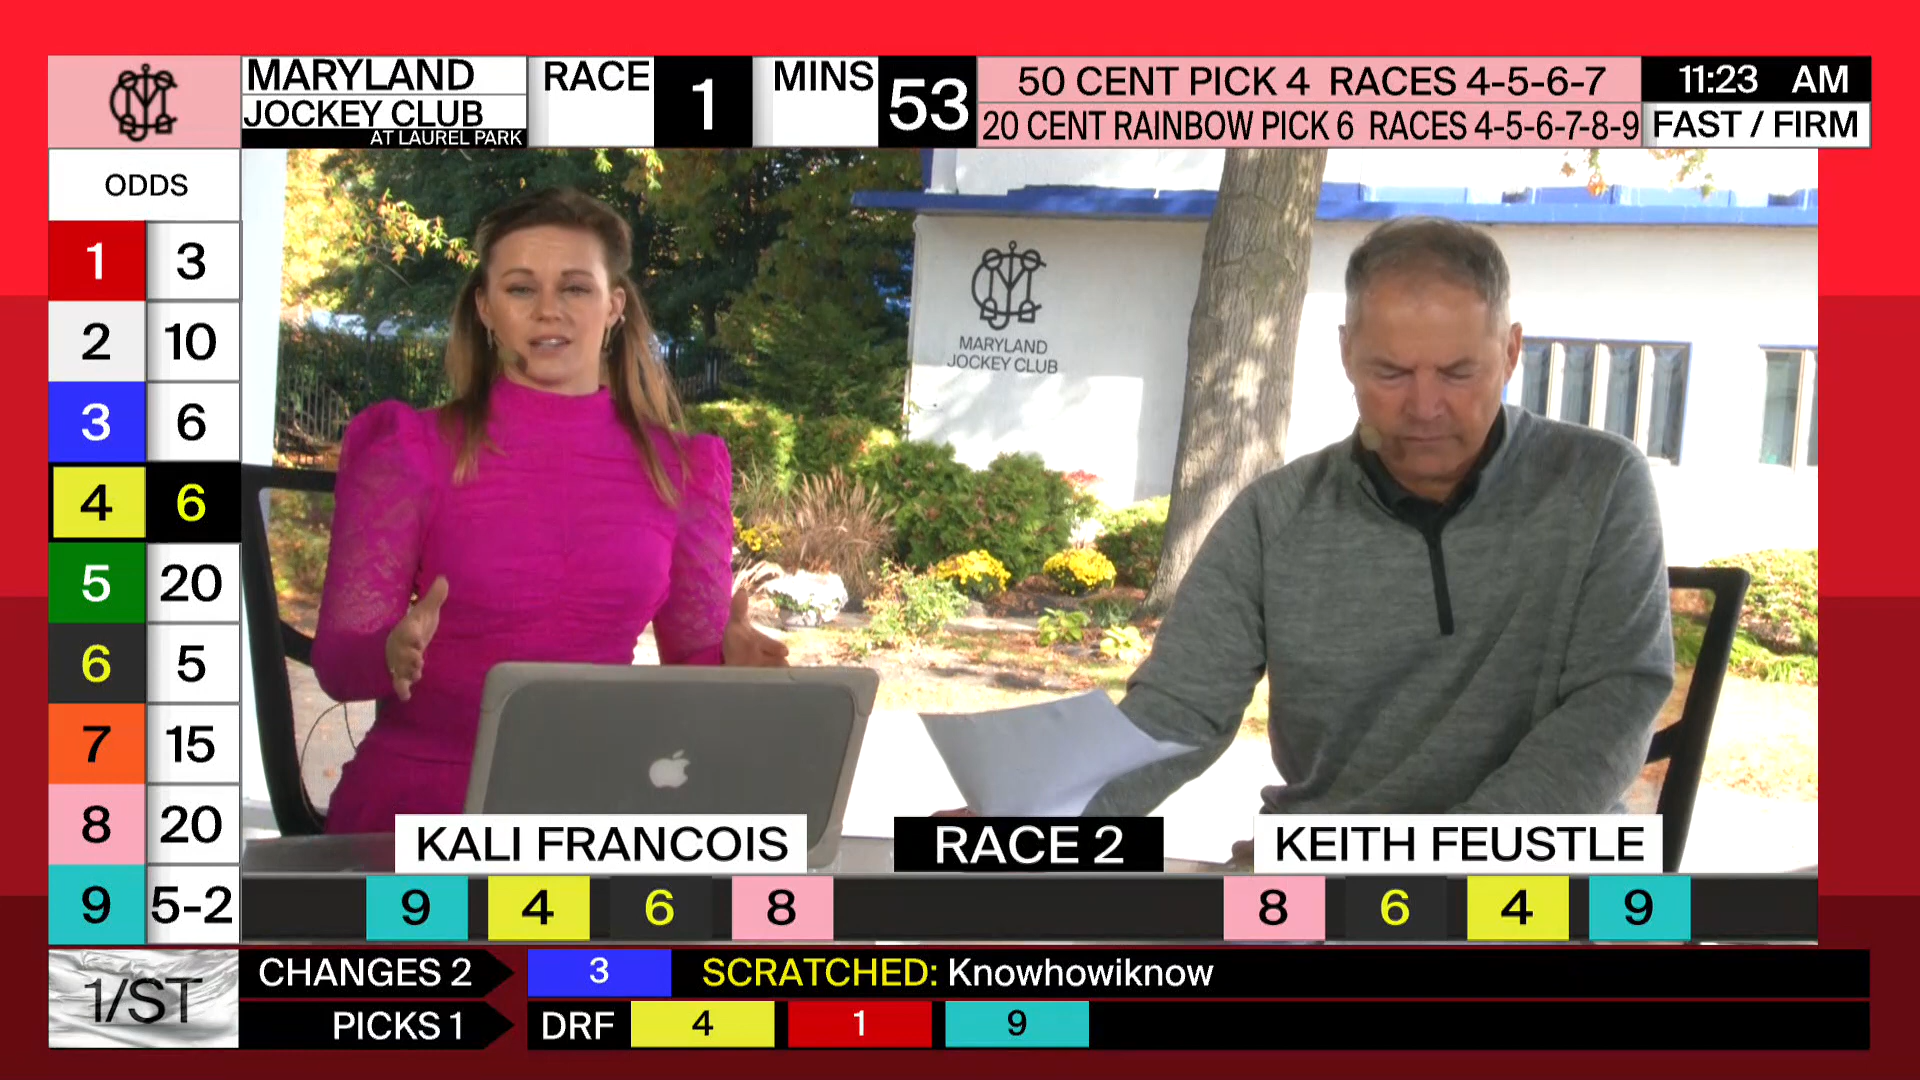 MARYLAND
JOCKEY CLUB
AT LAUREL PARK
RACE 1
MINS 53
50 CENT PICK 4 RACES 4-5-6-7
20 CENT RAINBOW PICK 6 RACES 4-5-6-7-8-9
11:23 AM
FAST / FIRM
ODDS
1 3
2 10
3 6
4 6
5 20
6 5
7 15
8 20
9 5-2
MARYLAND
JOCKEY CLUB
KALI FRANCOIS
RACE 2
KEITH FEUSTLE
9 4 6 8
8 6 4 9
1/ST
CHANGES 2
3 SCRATCHED: Knowhowiknow
PICKS 1
DRF 4 1 9